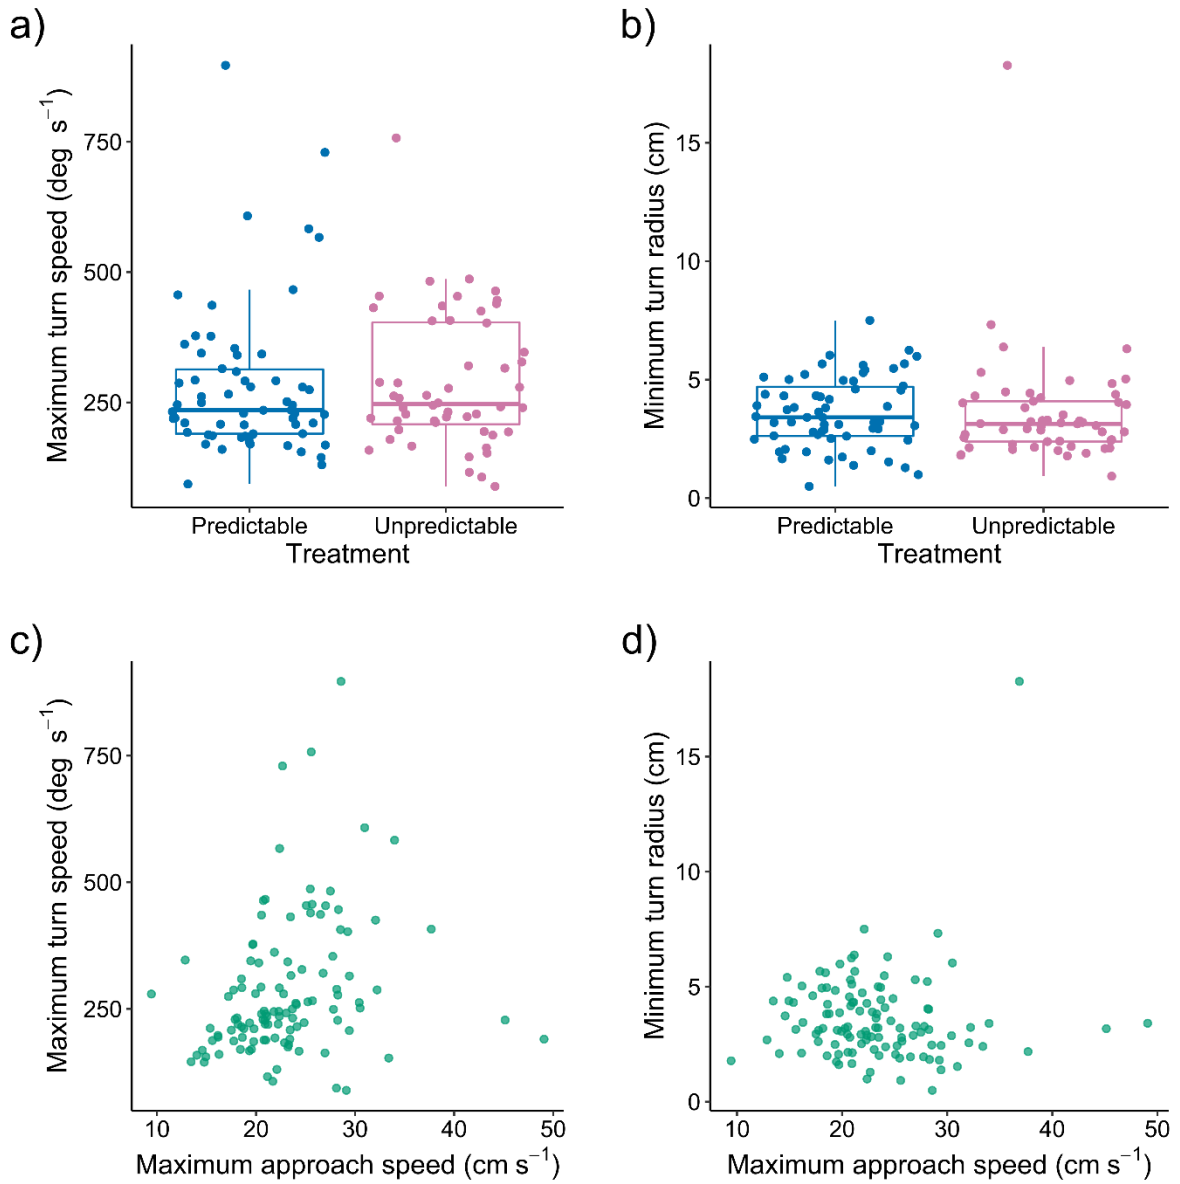 a)
Maximum turn speed (deg s⁻¹)
750
500
250
Predictable Unpredictable
Treatment
b)
Minimum turn radius (cm)
15
10
5
0
Predictable Unpredictable
Treatment
c)
Maximum turn speed (deg s⁻¹)
750
500
250
10 20 30 40 50
Maximum approach speed (cm s⁻¹)
d)
Minimum turn radius (cm)
15
10
5
0
10 20 30 40 50
Maximum approach speed (cm s⁻¹)